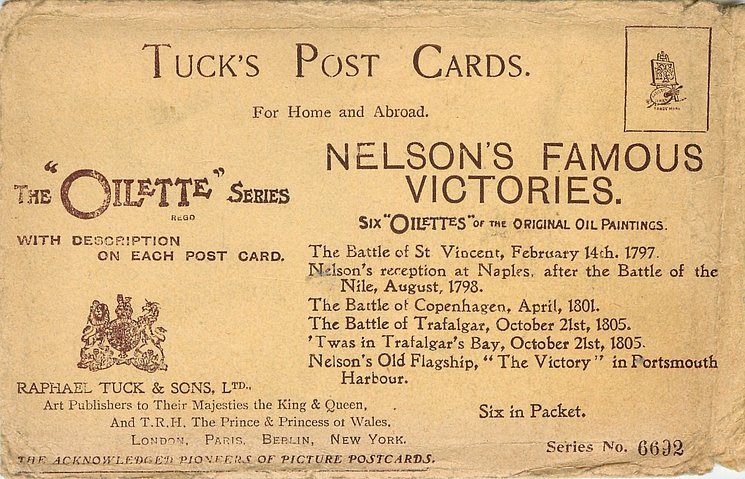 TUCK'S POST CARDS.
For Home and Abroad.
TRADE MARK
THE "OILETTE" SERIES
REGD
WITH DESCRIPTION
ON EACH POST CARD.
NELSON'S FAMOUS
VICTORIES.
SIX "OILETTES" OF THE ORIGINAL OIL PAINTINGS.
The Battle of St Vincent, February 14th. 1797.
Nelson's reception at Naples, after the Battle of the
Nile, August, 1798.
The Battle of Copenhagen, April, 1801.
The Battle of Trafalgar, October 21st, 1805.
'Twas in Trafalgar's Bay, October 21st, 1805.
Nelson's Old Flagship, "The Victory" in Portsmouth
Harbour.
RAPHAEL TUCK & SONS, LTD.,
Art Publishers to Their Majesties the King & Queen,
And T.R.H. The Prince & Princess of Wales.
LONDON, PARIS, BERLIN, NEW YORK.
THE ACKNOWLEDGED PIONEERS OF PICTURE POSTCARDS.
Six in Packet.
Series No. 6692